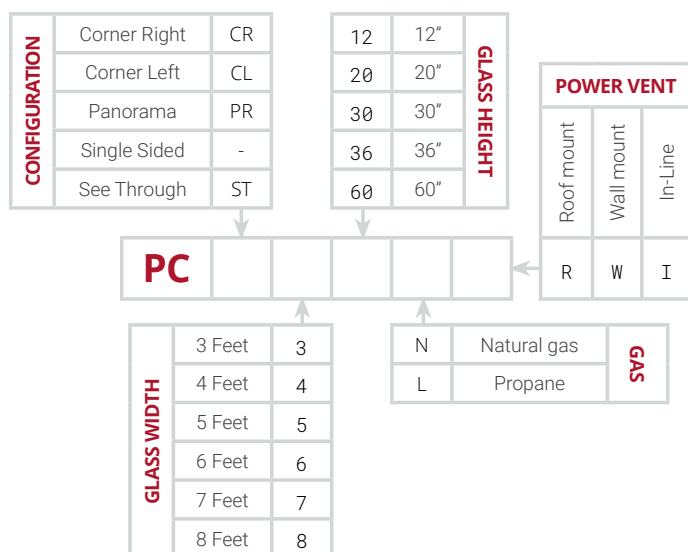 CONFIGURATION
Corner Right CR
Corner Left CL
Panorama PR
Single Sided -
See Through ST
12 12”
20 20”
30 30”
36 36”
60 60”
GLASS HEIGHT
POWER VENT
Roof mount Wall mount In-Line
R W I
PC
GLASS WIDTH
3 Feet 3
4 Feet 4
5 Feet 5
6 Feet 6
7 Feet 7
8 Feet 8
N Natural gas
L Propane
GAS